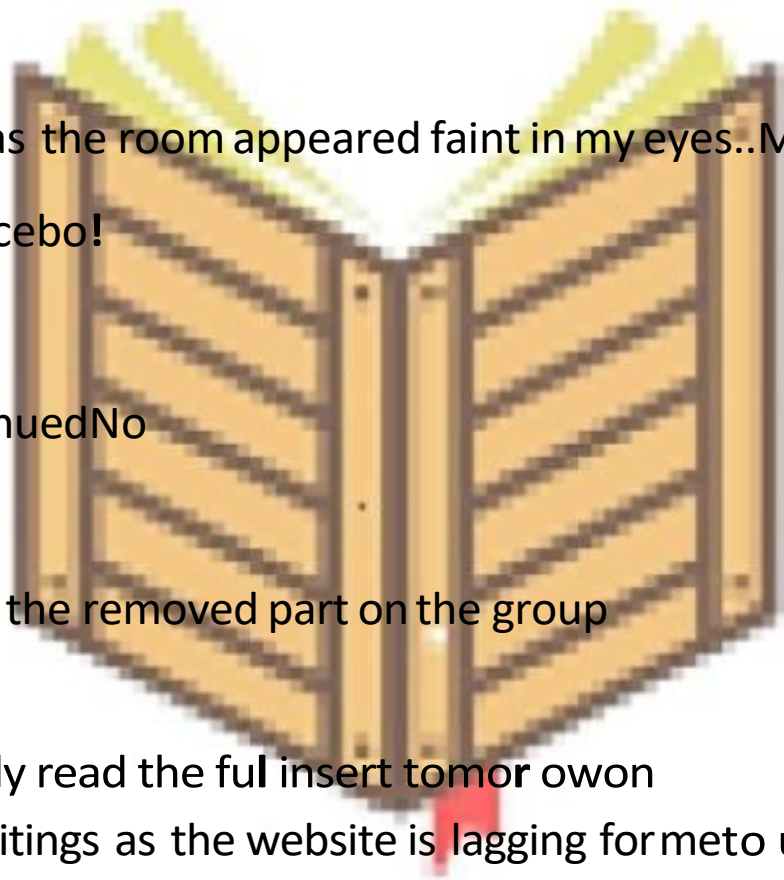 as the room appeared faint in my eyes..M
cebo!
nuedNo
the removed part on the group
ly read the ful insert tomor owon
itings as the website is lagging formeto u